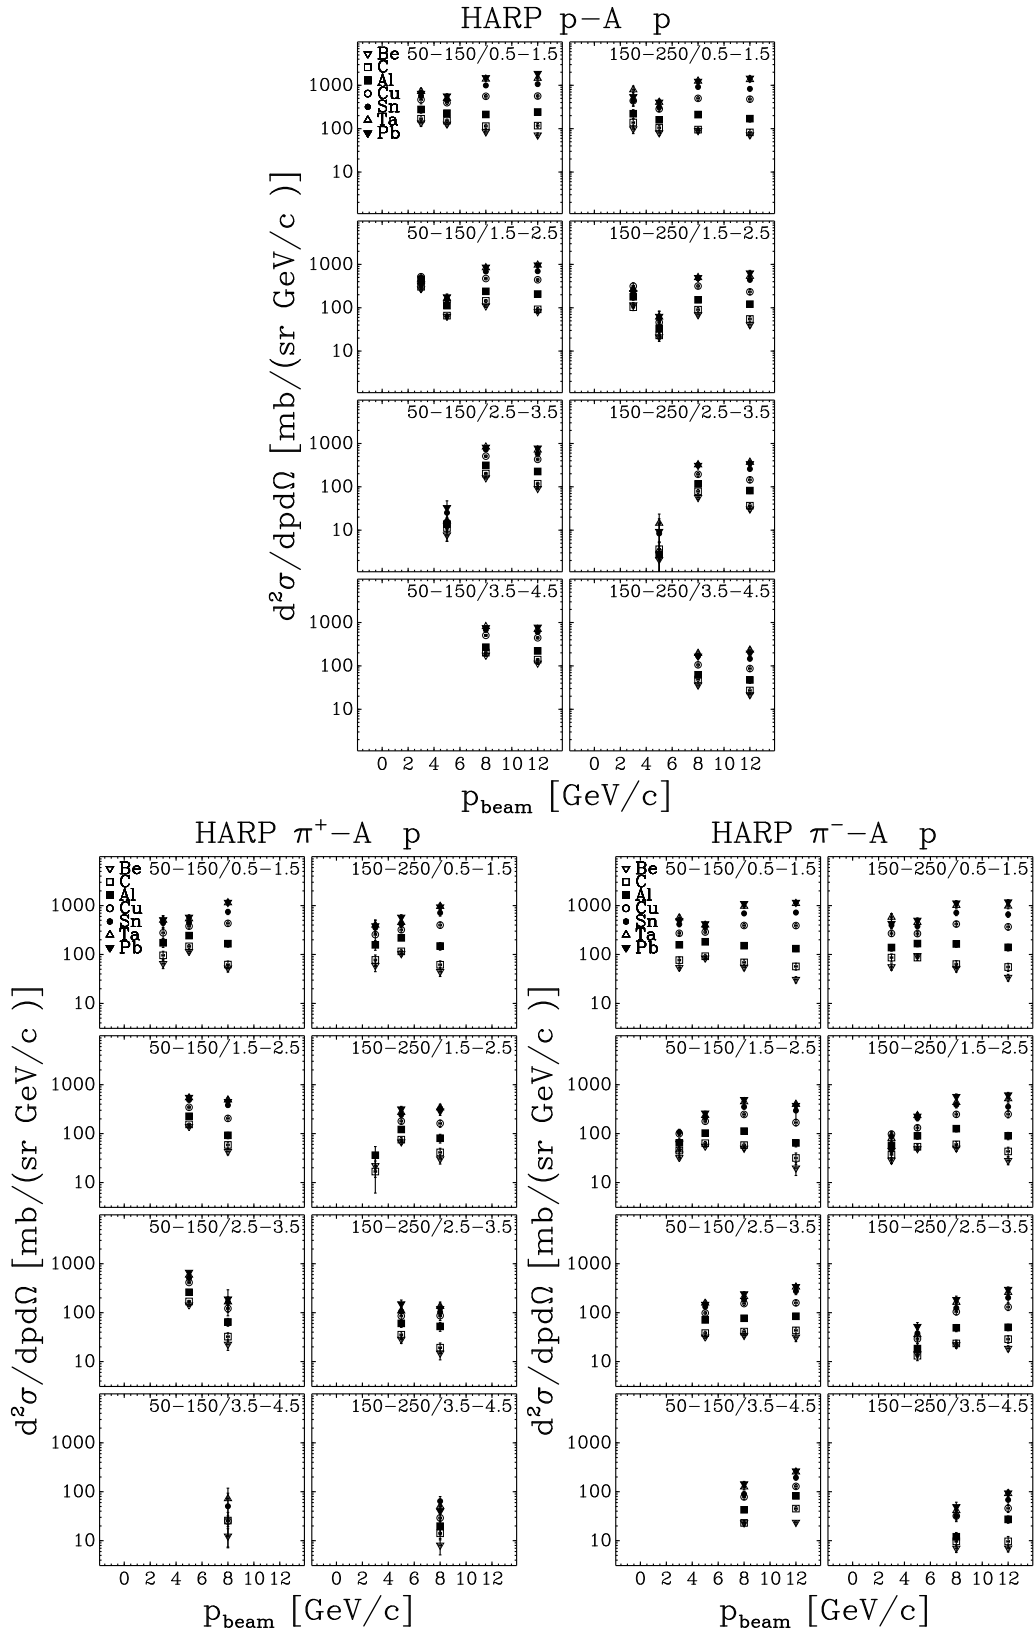 HARP p−A p
Be 50−150/0.5−1.5 150−250/0.5−1.5
C
Al
Cu
Sn
Ta
Pb
1000
100
10
50−150/1.5−2.5 150−250/1.5−2.5
1000
100
10
50−150/2.5−3.5 150−250/2.5−3.5
1000
100
10
50−150/3.5−4.5 150−250/3.5−4.5
1000
100
10
d²σ/dpdΩ [mb/(sr GeV/c )]
0 2 4 6 8 10 12 0 2 4 6 8 10 12
p_beam [GeV/c]
HARP π⁺−A p
Be 50−150/0.5−1.5 150−250/0.5−1.5
C
Al
Cu
Sn
Ta
Pb
1000
100
10
50−150/1.5−2.5 150−250/1.5−2.5
1000
100
10
50−150/2.5−3.5 150−250/2.5−3.5
1000
100
10
50−150/3.5−4.5 150−250/3.5−4.5
1000
100
10
d²σ/dpdΩ [mb/(sr GeV/c )]
0 2 4 6 8 10 12 0 2 4 6 8 10 12
p_beam [GeV/c]
HARP π⁻−A p
Be 50−150/0.5−1.5 150−250/0.5−1.5
C
Al
Cu
Sn
Ta
Pb
1000
100
10
50−150/1.5−2.5 150−250/1.5−2.5
1000
100
10
50−150/2.5−3.5 150−250/2.5−3.5
1000
100
10
50−150/3.5−4.5 150−250/3.5−4.5
1000
100
10
d²σ/dpdΩ [mb/(sr GeV/c )]
0 2 4 6 8 10 12 0 2 4 6 8 10 12
p_beam [GeV/c]